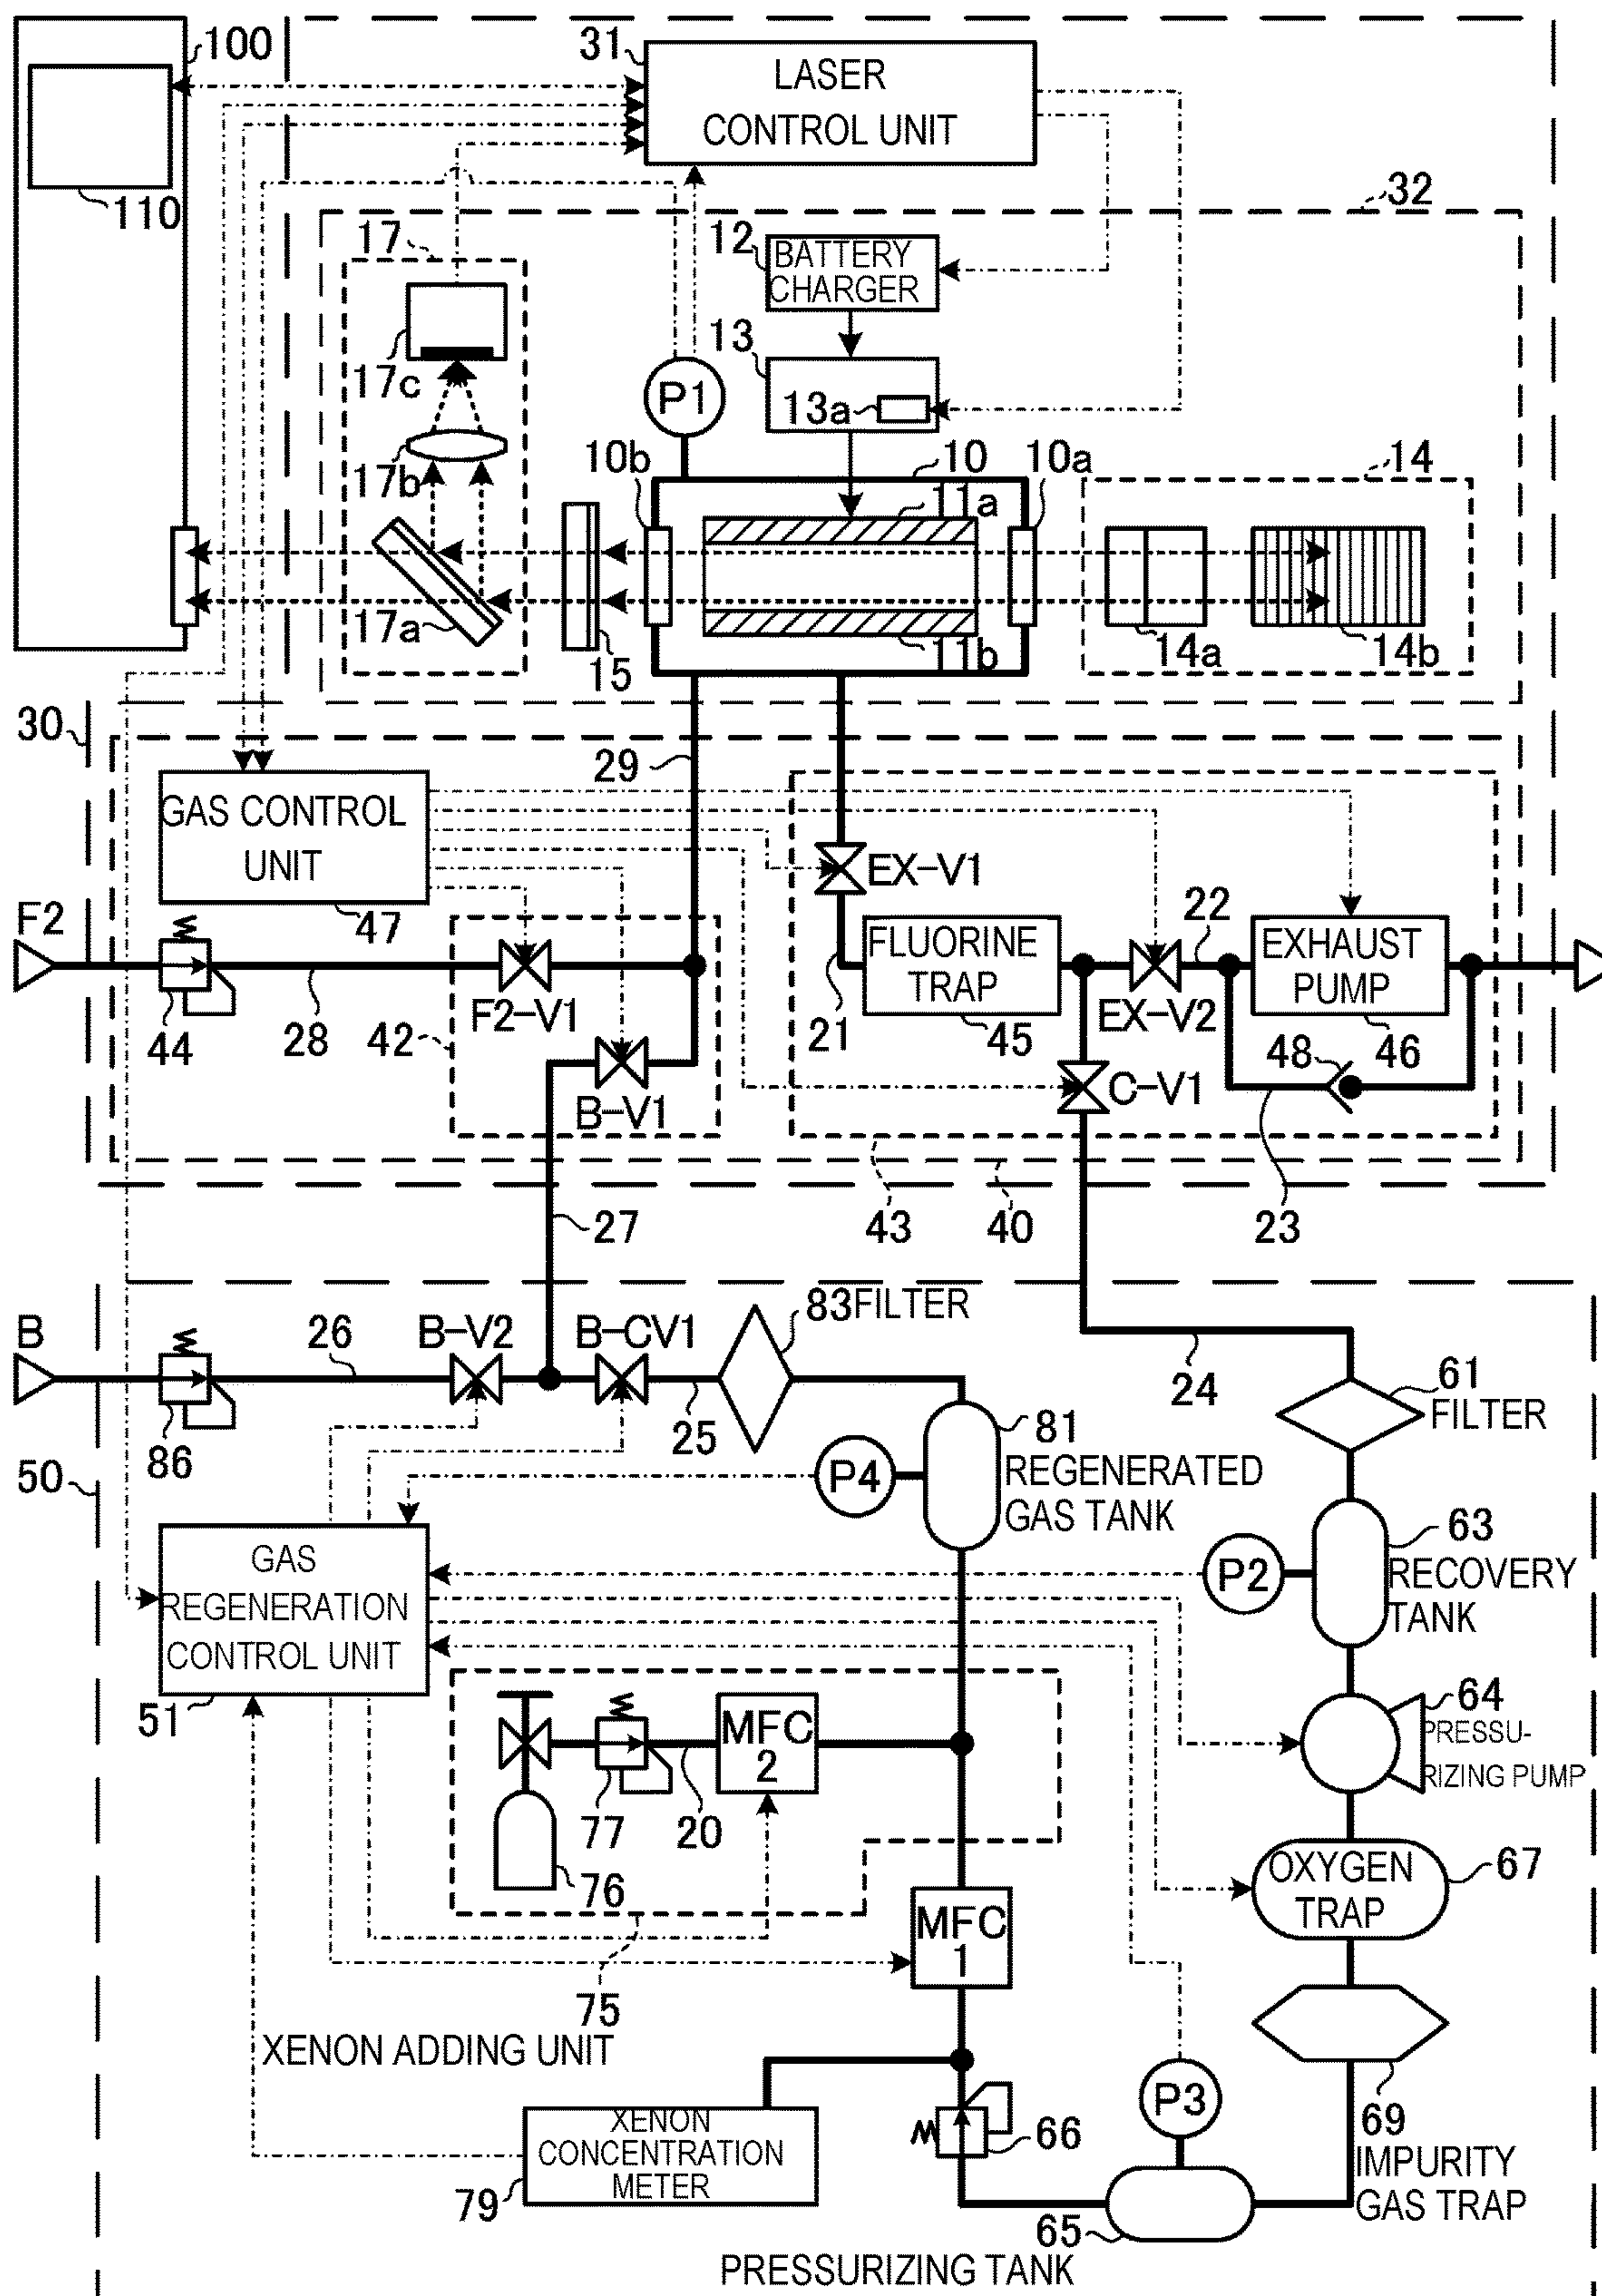 100
31
LASER
CONTROL UNIT
110
32
17
12
BATTERY
CHARGER
13
17c
P1
13a
17b
10b
10
10a
14
11a
17a
15
11b
14a
14b
30
29
GAS CONTROL
UNIT
EX-V1
F2
47
22
FLUORINE
TRAP
EXHAUST
PUMP
44
28
F2-V1
42
21
45
EX-V2
48
46
B-V1
C-V1
27
43
40
23
83 FILTER
B
26
B-V2
B-CV1
24
61
FILTER
86
25
81
50
P4
REGENERATED
GAS TANK
63
GAS
REGENERATION
CONTROL UNIT
P2
RECOVERY
TANK
51
64
MFC
2
PRESSU-
RIZING PUMP
77
20
76
OXYGEN
TRAP
67
MFC
1
75
XENON ADDING UNIT
P3
XENON
CONCENTRATION
METER
66
69
IMPURITY
GAS TRAP
79
65
PRESSURIZING TANK